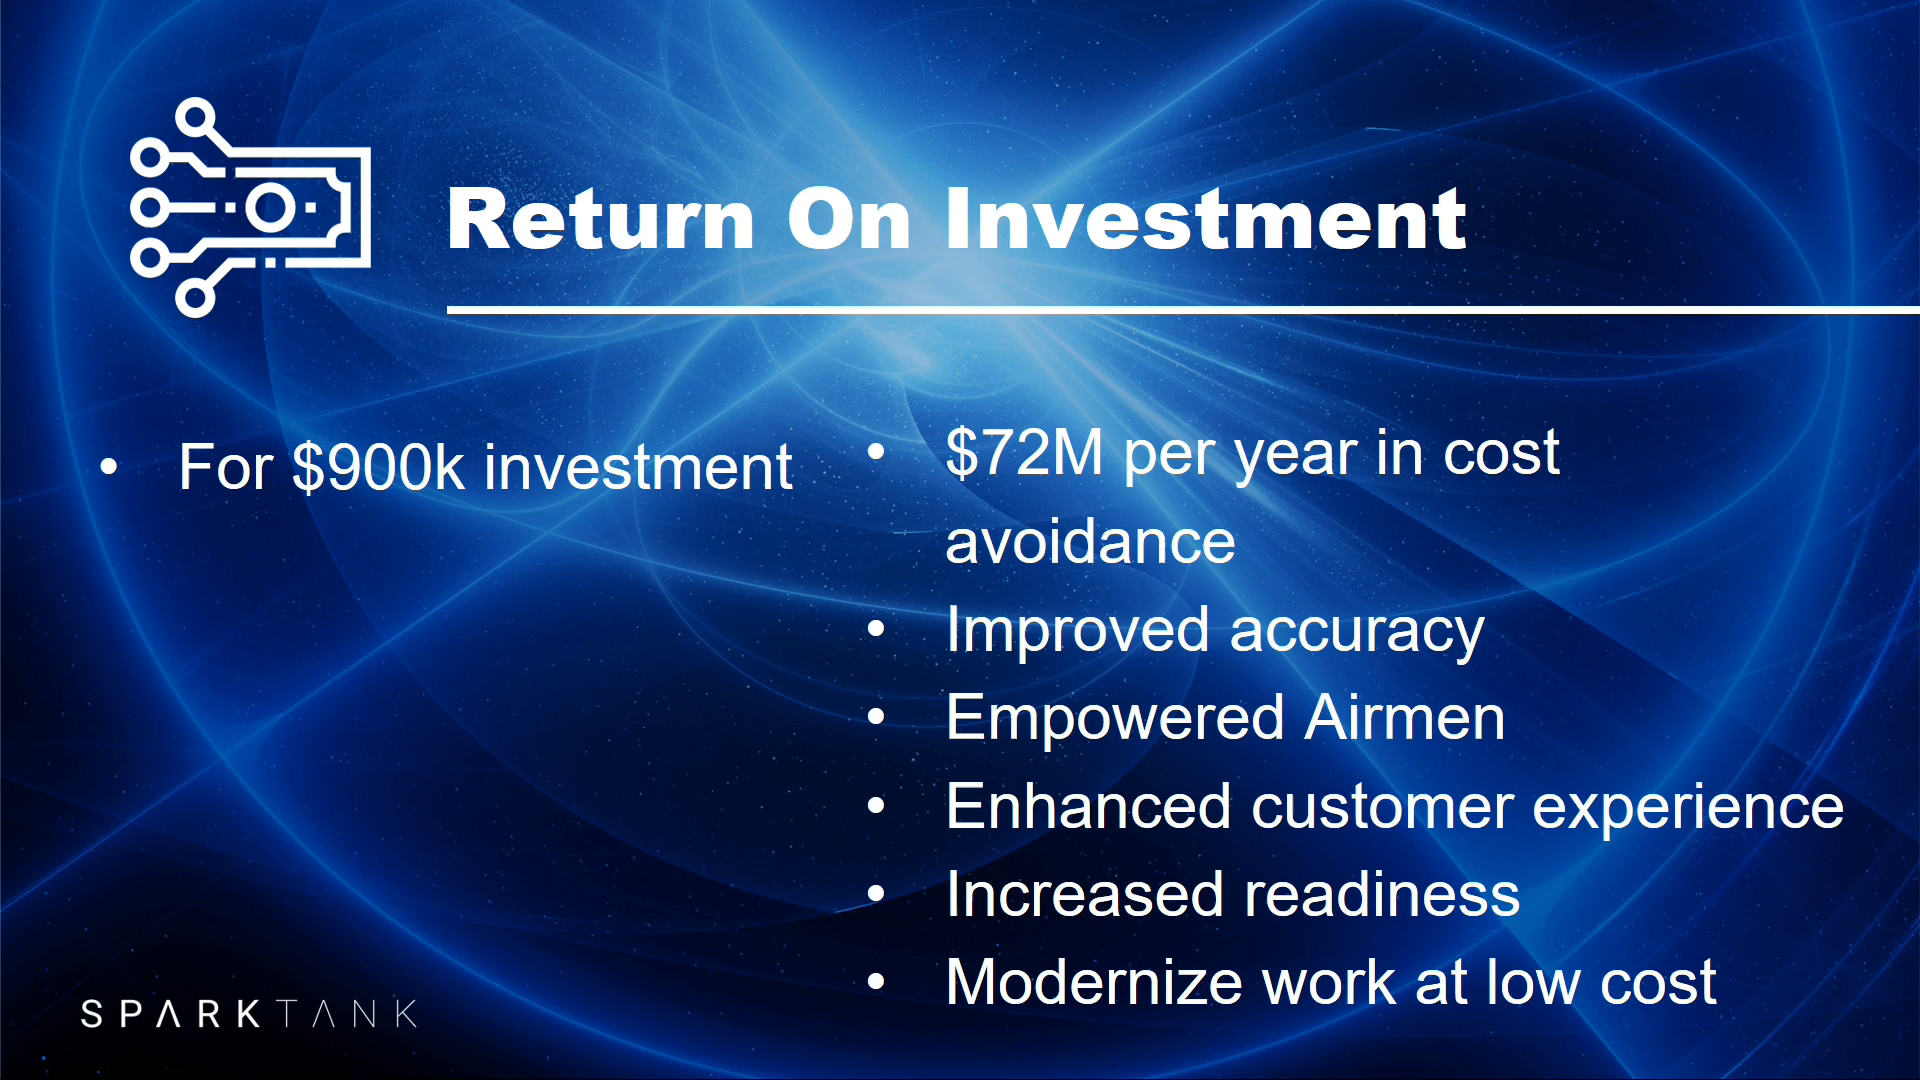 Return On Investment
• For $900k investment
• $72M per year in cost
avoidance
• Improved accuracy
• Empowered Airmen
• Enhanced customer experience
• Increased readiness
• Modernize work at low cost
SPARKTANK